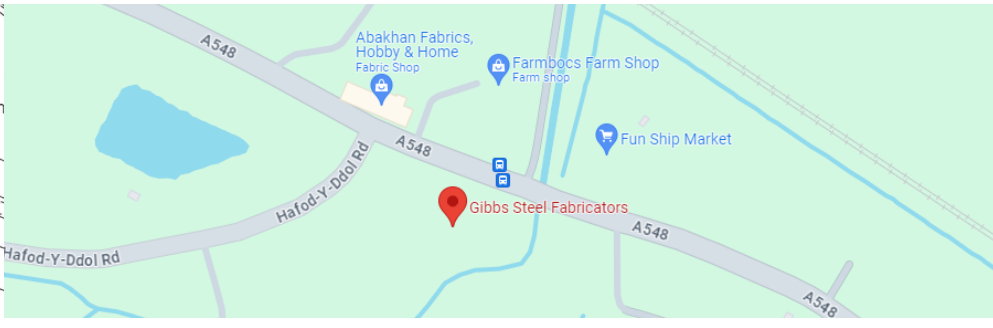 A548
Abakhan Fabrics,
Hobby & Home
Fabric Shop
Farmbocs Farm Shop
Farm shop
Fun Ship Market
A548
Hafod-Y-Ddol Rd
Gibbs Steel Fabricators
A548
Hafod-Y-Ddol Rd
A548